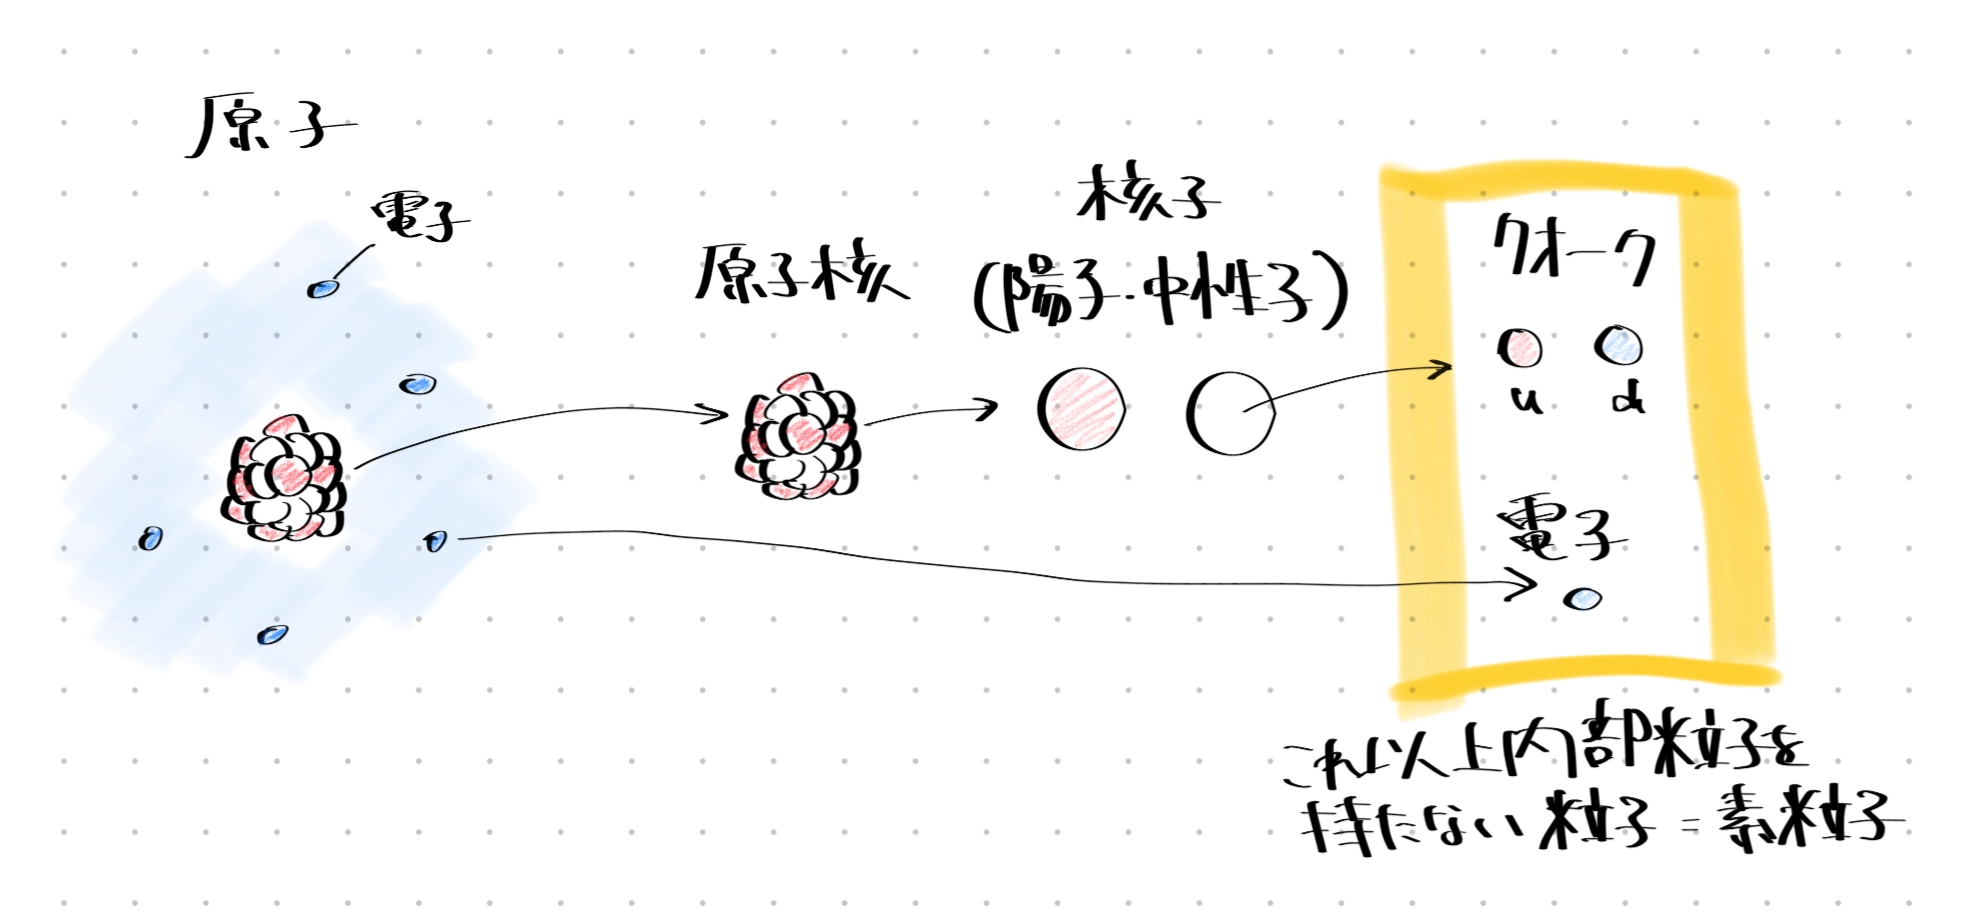 原子
電子
原子核
核子
(陽子・中性子)
クオーク
u d
電子
これ以上内部粒子を
持たない粒子=素粒子